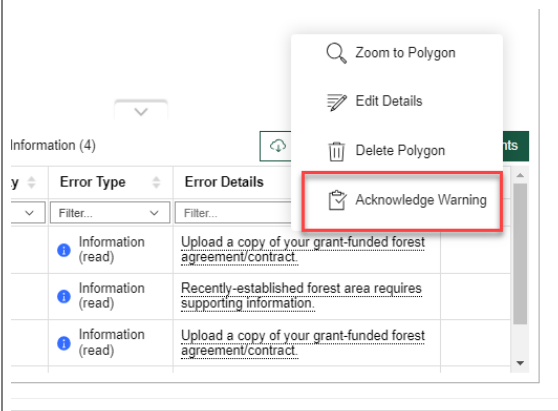 Zoom to Polygon
Edit Details
Delete Polygon
Acknowledge Warning
Information (4)
nts
y Error Type Error Details
Filter... Filter...
Information
(read)
Upload a copy of your grant-funded forest
agreement/contract.
Information
(read)
Recently-established forest area requires
supporting information.
Information
(read)
Upload a copy of your grant-funded forest
agreement/contract.